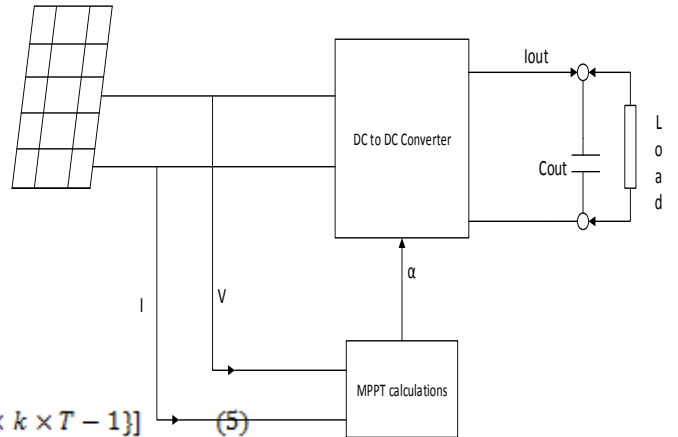 Iout
DC to DC Converter
Cout
L
o
a
d
α
I
V
MPPT calculations
× k × T − 1}] (5)